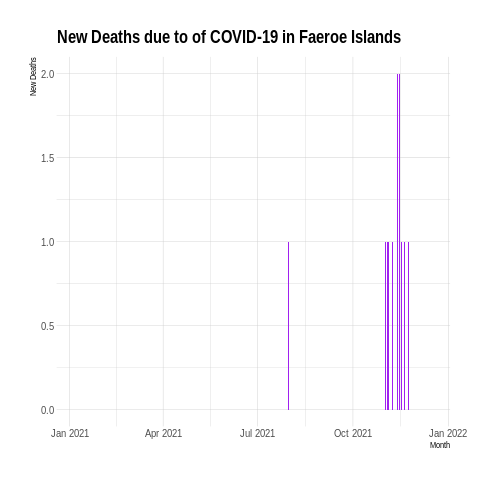 New Deaths due to of COVID-19 in Faeroe Islands
New Deaths
2.0
1.5
1.0
0.5
0.0
Jan 2021 Apr 2021 Jul 2021 Oct 2021 Jan 2022
Month